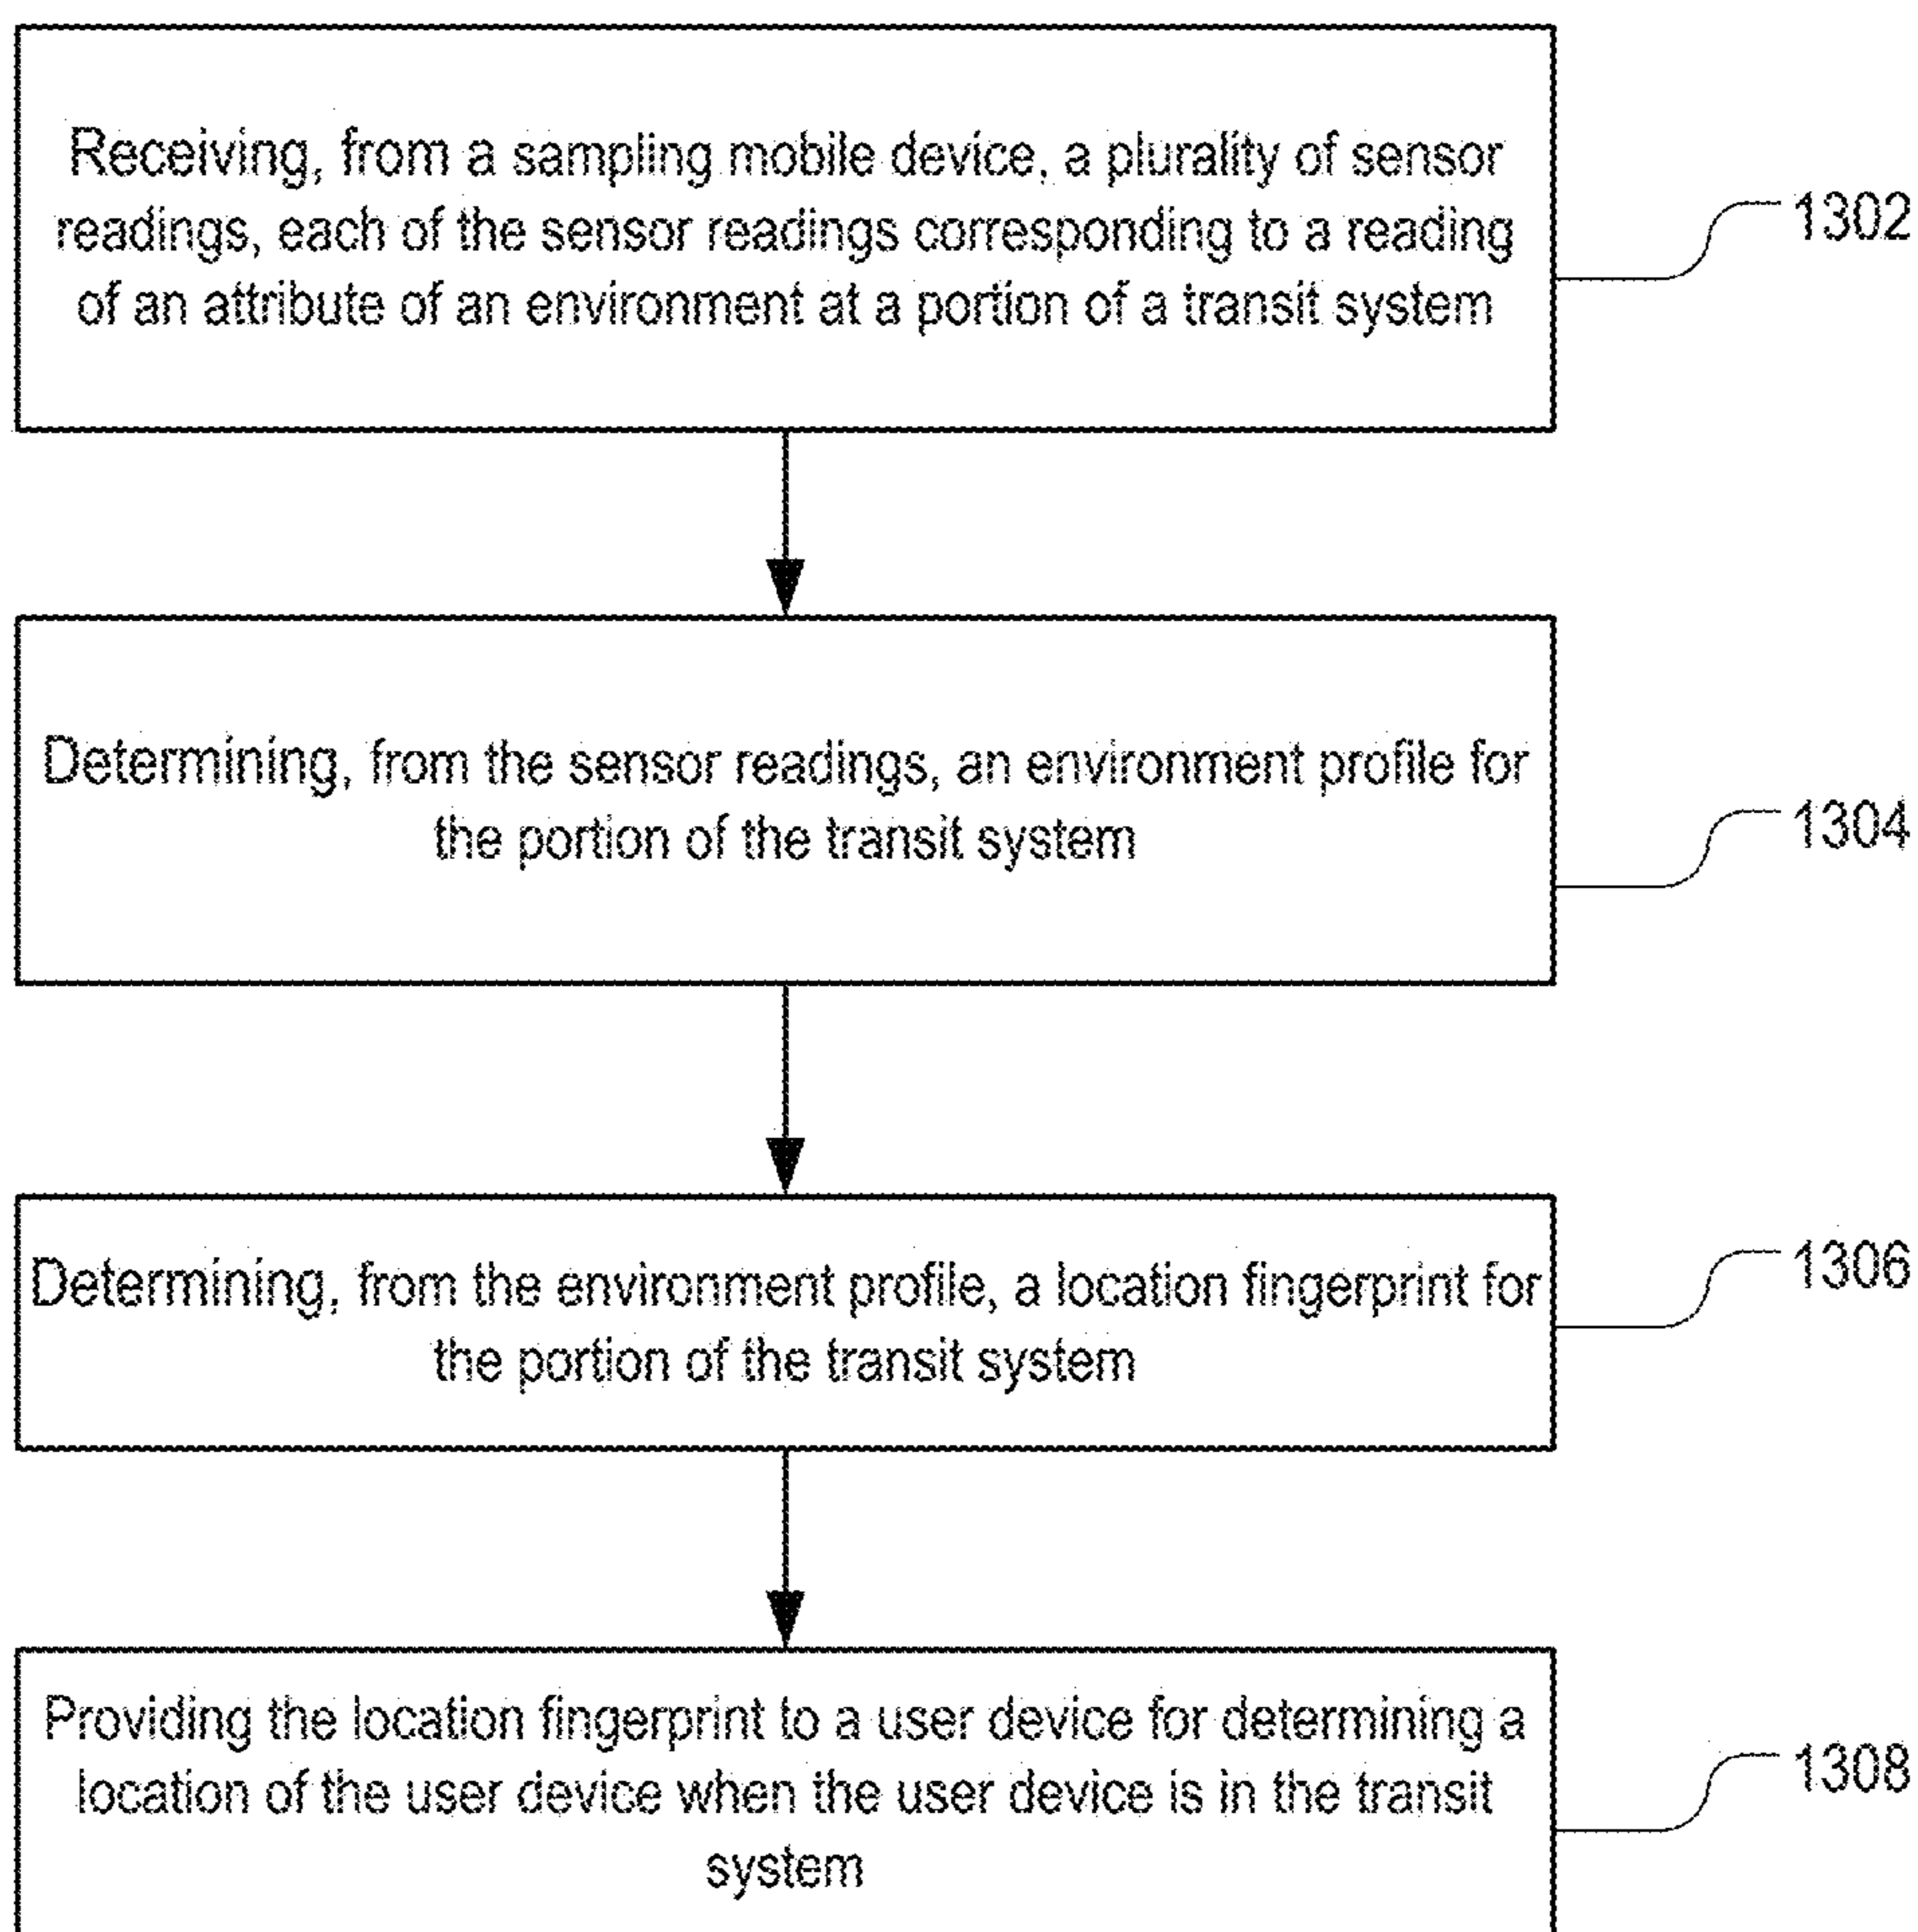 Receiving, from a sampling mobile device, a plurality of sensor
readings, each of the sensor readings corresponding to a reading
of an attribute of an environment at a portion of a transit system
1302
Determining, from the sensor readings, an environment profile for
the portion of the transit system
1304
Determining, from the environment profile, a location fingerprint for
the portion of the transit system
1306
Providing the location fingerprint to a user device for determining a
location of the user device when the user device is in the transit
system
1308